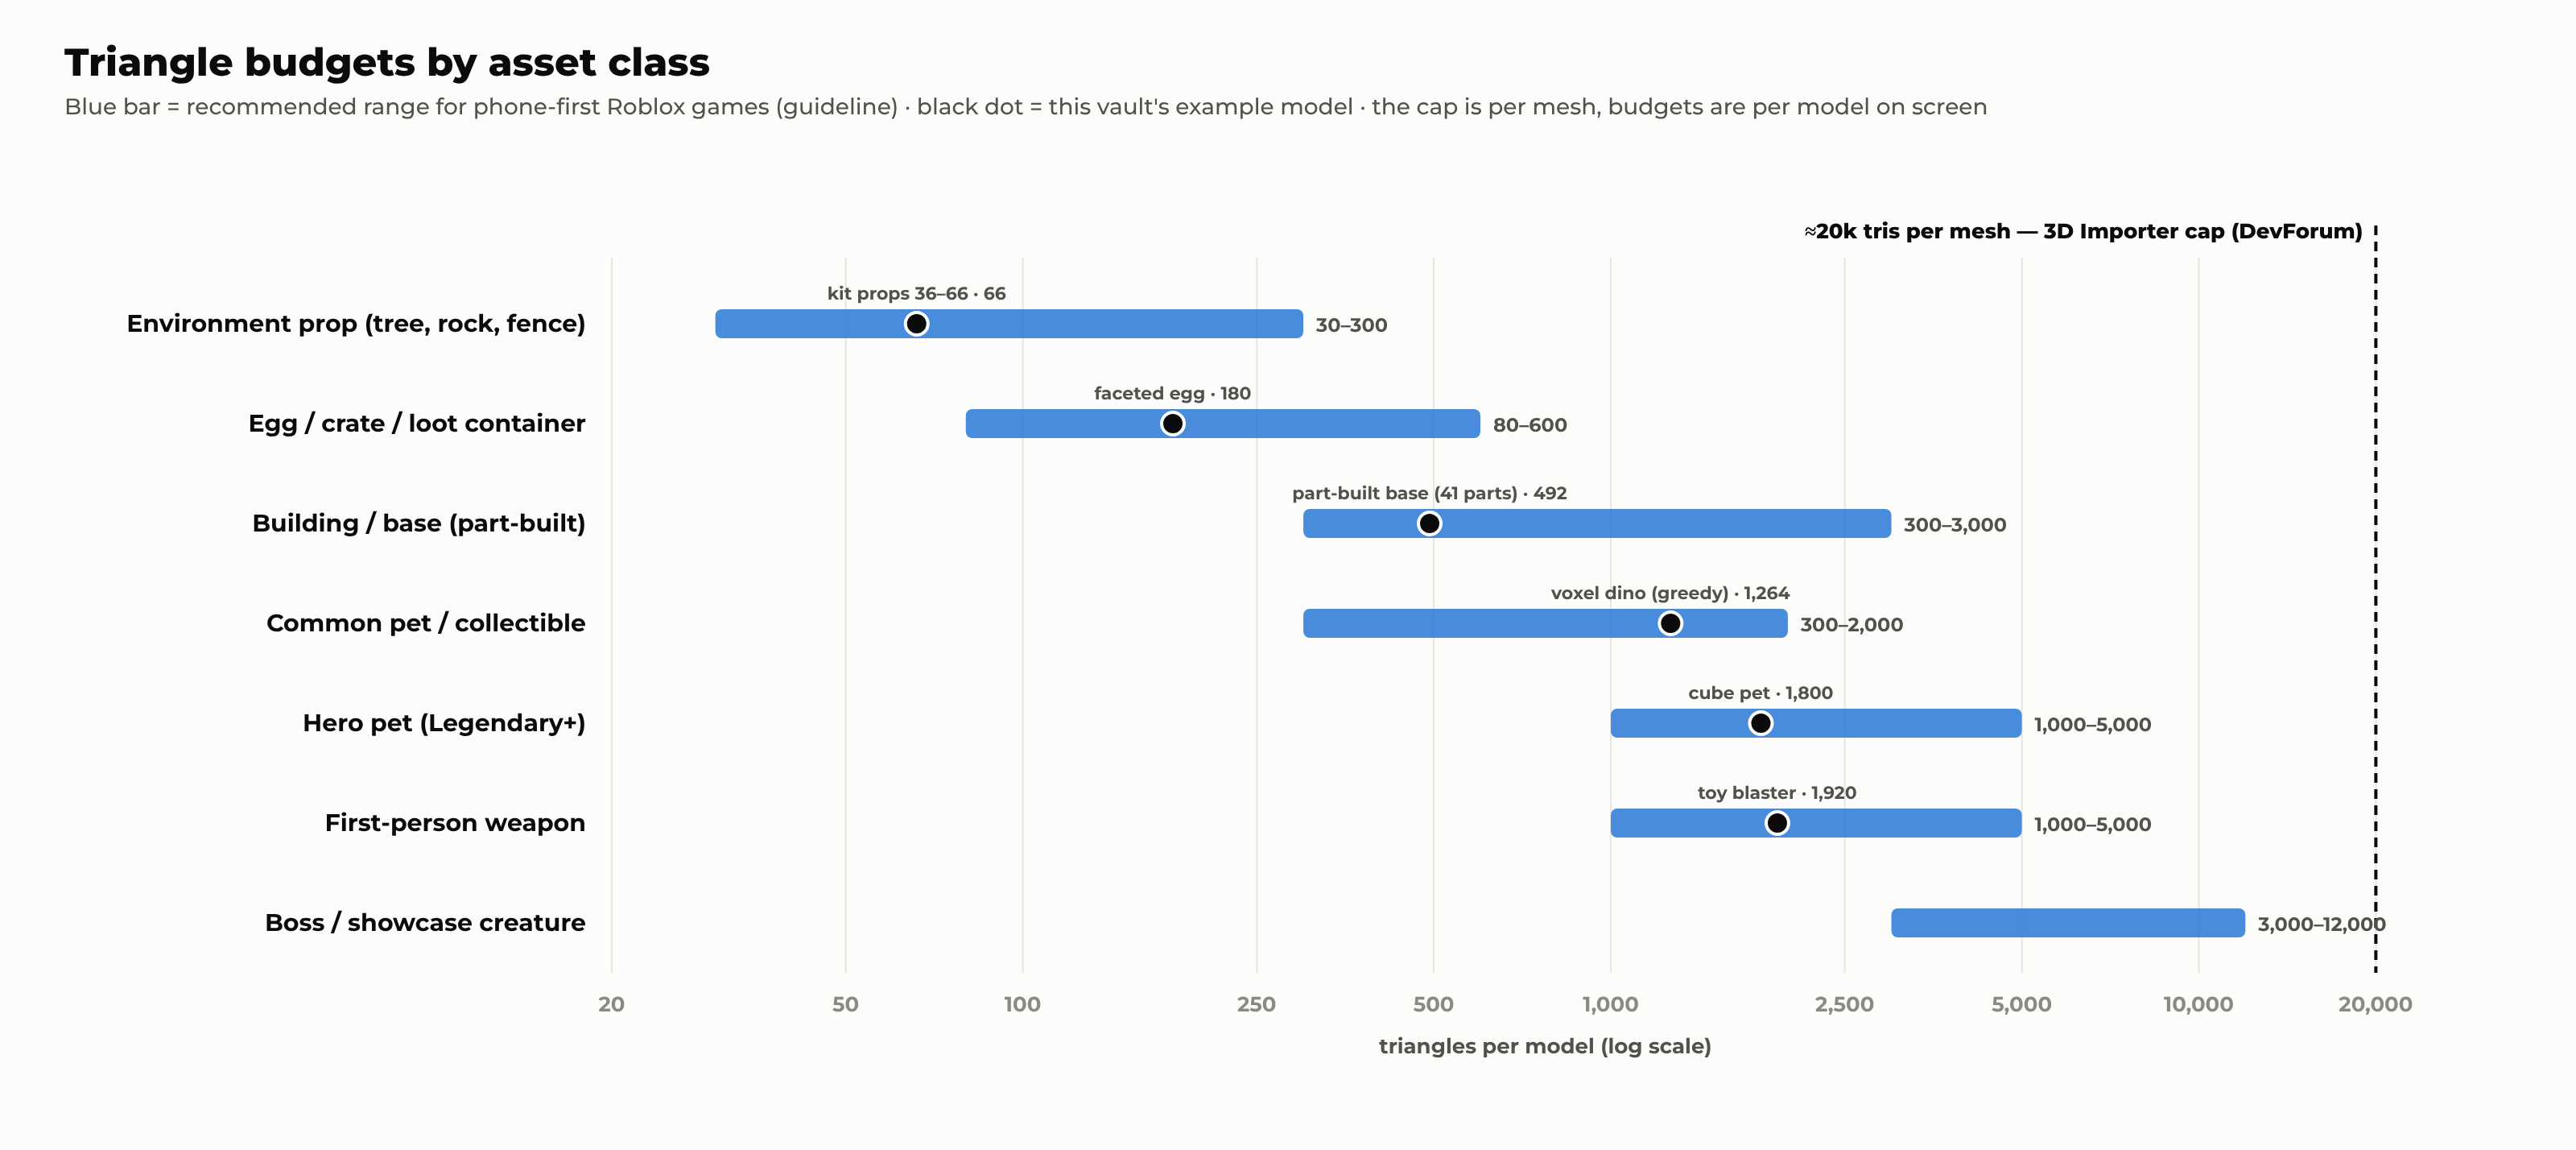 Triangle budgets by asset class
Blue bar = recommended range for phone-first Roblox games (guideline) · black dot = this vault's example model · the cap is per mesh, budgets are per model on screen
≈20k tris per mesh — 3D Importer cap (DevForum)
kit props 36–66 · 66
Environment prop (tree, rock, fence)
30–300
faceted egg · 180
Egg / crate / loot container
80–600
part-built base (41 parts) · 492
Building / base (part-built)
300–3,000
voxel dino (greedy) · 1,264
Common pet / collectible
300–2,000
cube pet · 1,800
Hero pet (Legendary+)
1,000–5,000
toy blaster · 1,920
First-person weapon
1,000–5,000
Boss / showcase creature
3,000–12,000
20 50 100 250 500 1,000 2,500 5,000 10,000 20,000
triangles per model (log scale)